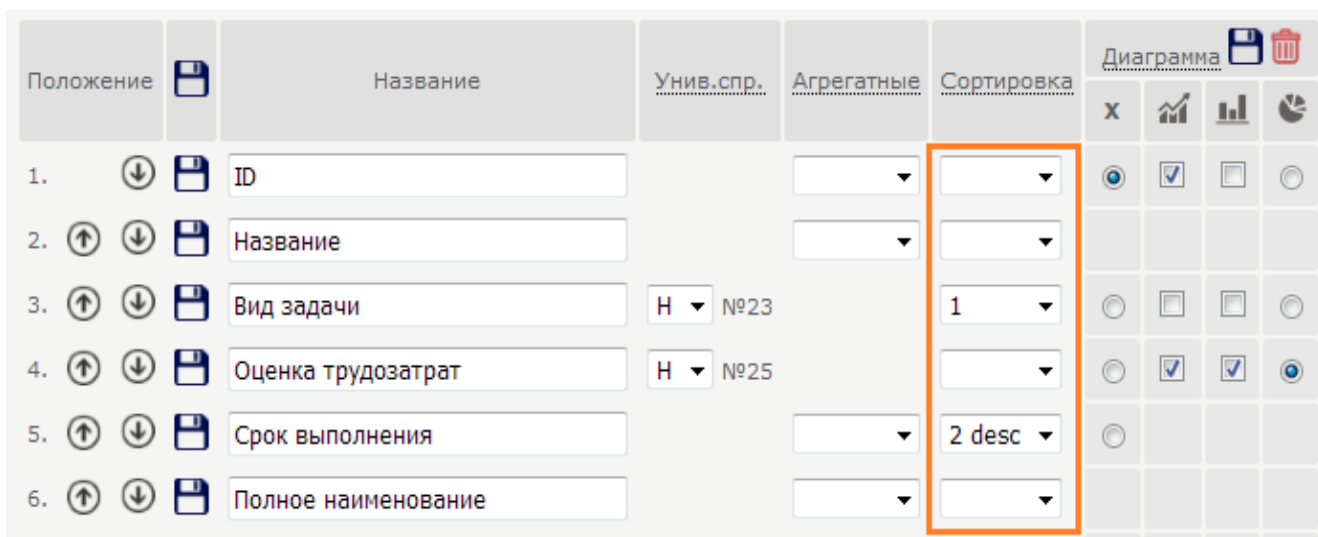 Диаграмма
Положение Название Унив.спр. Агрегатные Сортировка
X
1. ID
2. Название
3. Вид задачи Н №23 1
4. Оценка трудозатрат Н №25
5. Срок выполнения 2 desc
6. Полное наименование